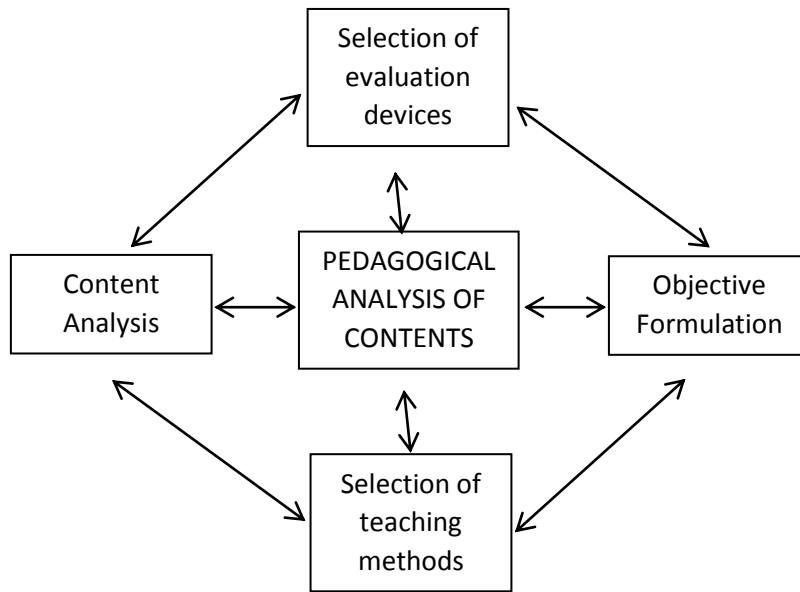 Selection of
evaluation
devices
Content
Analysis
PEDAGOGICAL
ANALYSIS OF
CONTENTS
Objective
Formulation
Selection of
teaching
methods